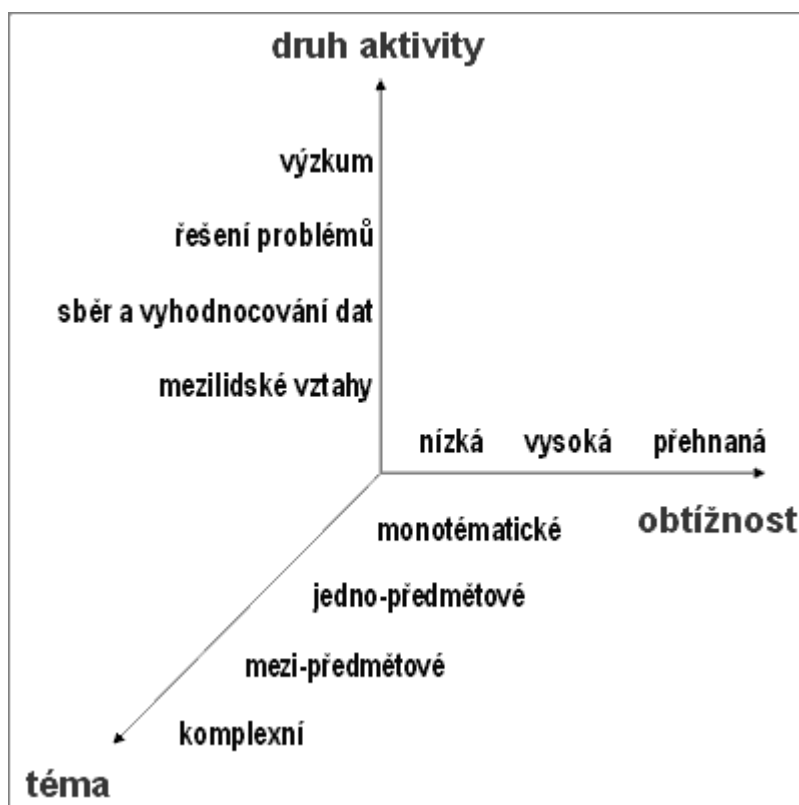 druh aktivity
výzkum
řešení problémů
sběr a vyhodnocování dat
mezilidské vztahy
nízká vysoká přehnaná
obtížnost
monotématické
jedno-předmětové
mezi-předmětové
komplexní
téma